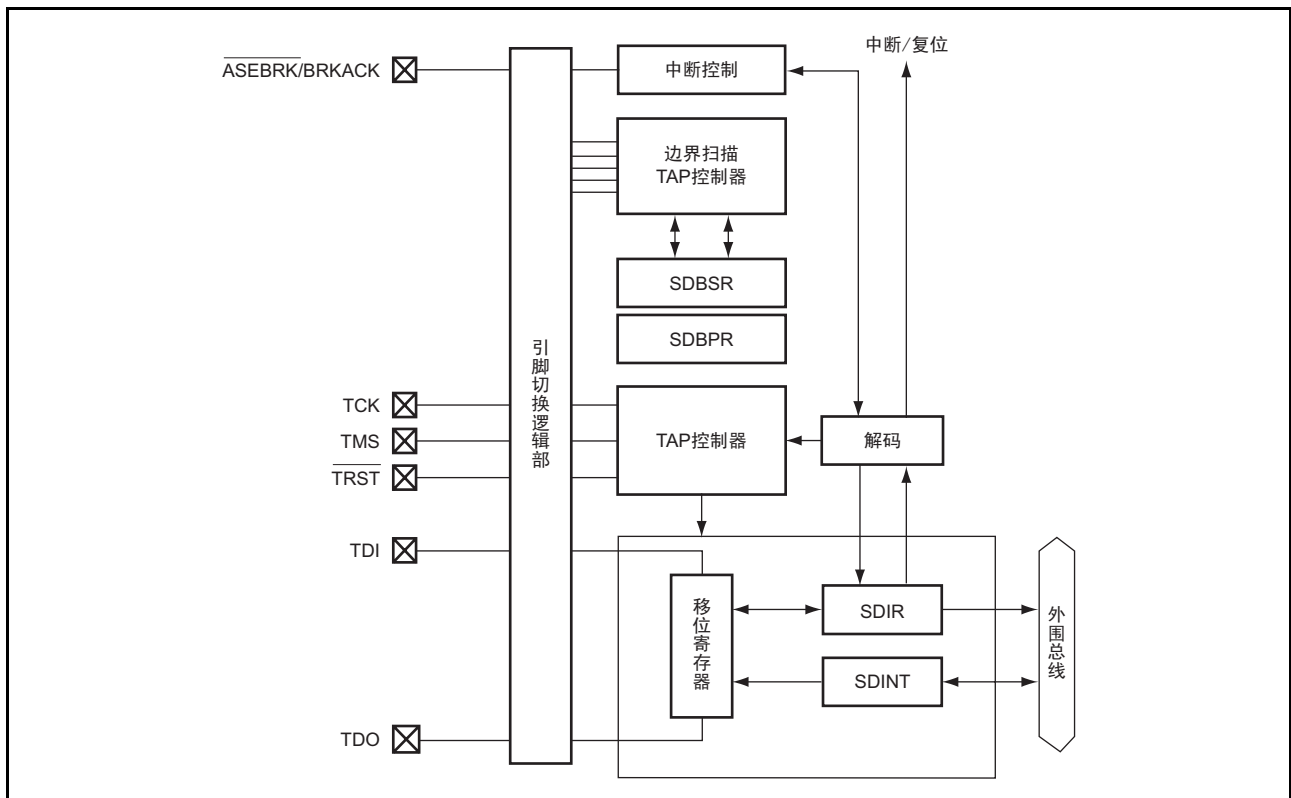 中断/复位
ASEBRK/BRKACK
中断控制
边界扫描
TAP控制器
SDBSR
SDBPR
引脚切换逻辑部
TCK
TMS
TRST
TAP控制器
解码
TDI
移位寄存器
SDIR
外围总线
SDINT
TDO